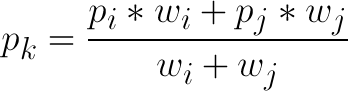 p_k = \frac{p_i * w_i + p_j * w_j}{w_i + w_j}